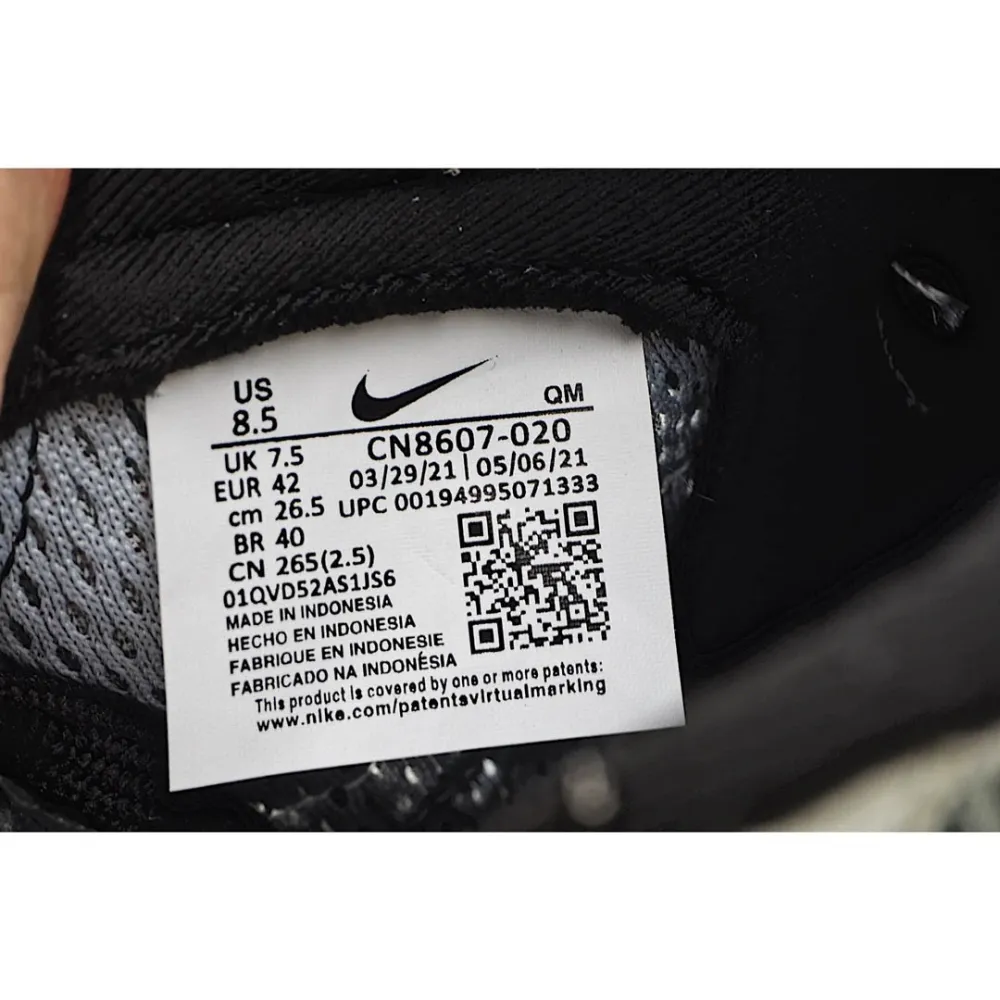 US
8.5
QM
UK 7.5
CN8607-020
EUR 42
03/29/21 | 05/06/21
cm 26.5
UPC 00194995071333
BR 40
CN 265(2.5)
01QVD52AS1JS6
MADE IN INDONESIA
HECHO EN INDONESIA
FABRIQUE EN INDONESIE
FABRICADO NA INDONÉSIA
This product is covered by one or more patents:
www.nike.com/patentsvirtualmarking